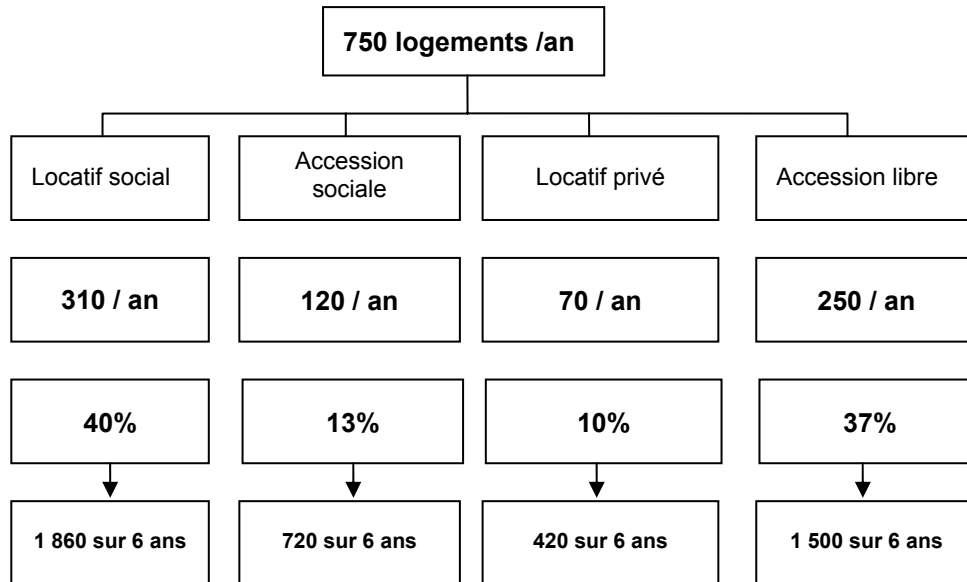 750 logements /an
Locatif social
Accession
sociale
Locatif privé
Accession libre
310 / an
120 / an
70 / an
250 / an
40%
13%
10%
37%
1 860 sur 6 ans
720 sur 6 ans
420 sur 6 ans
1 500 sur 6 ans